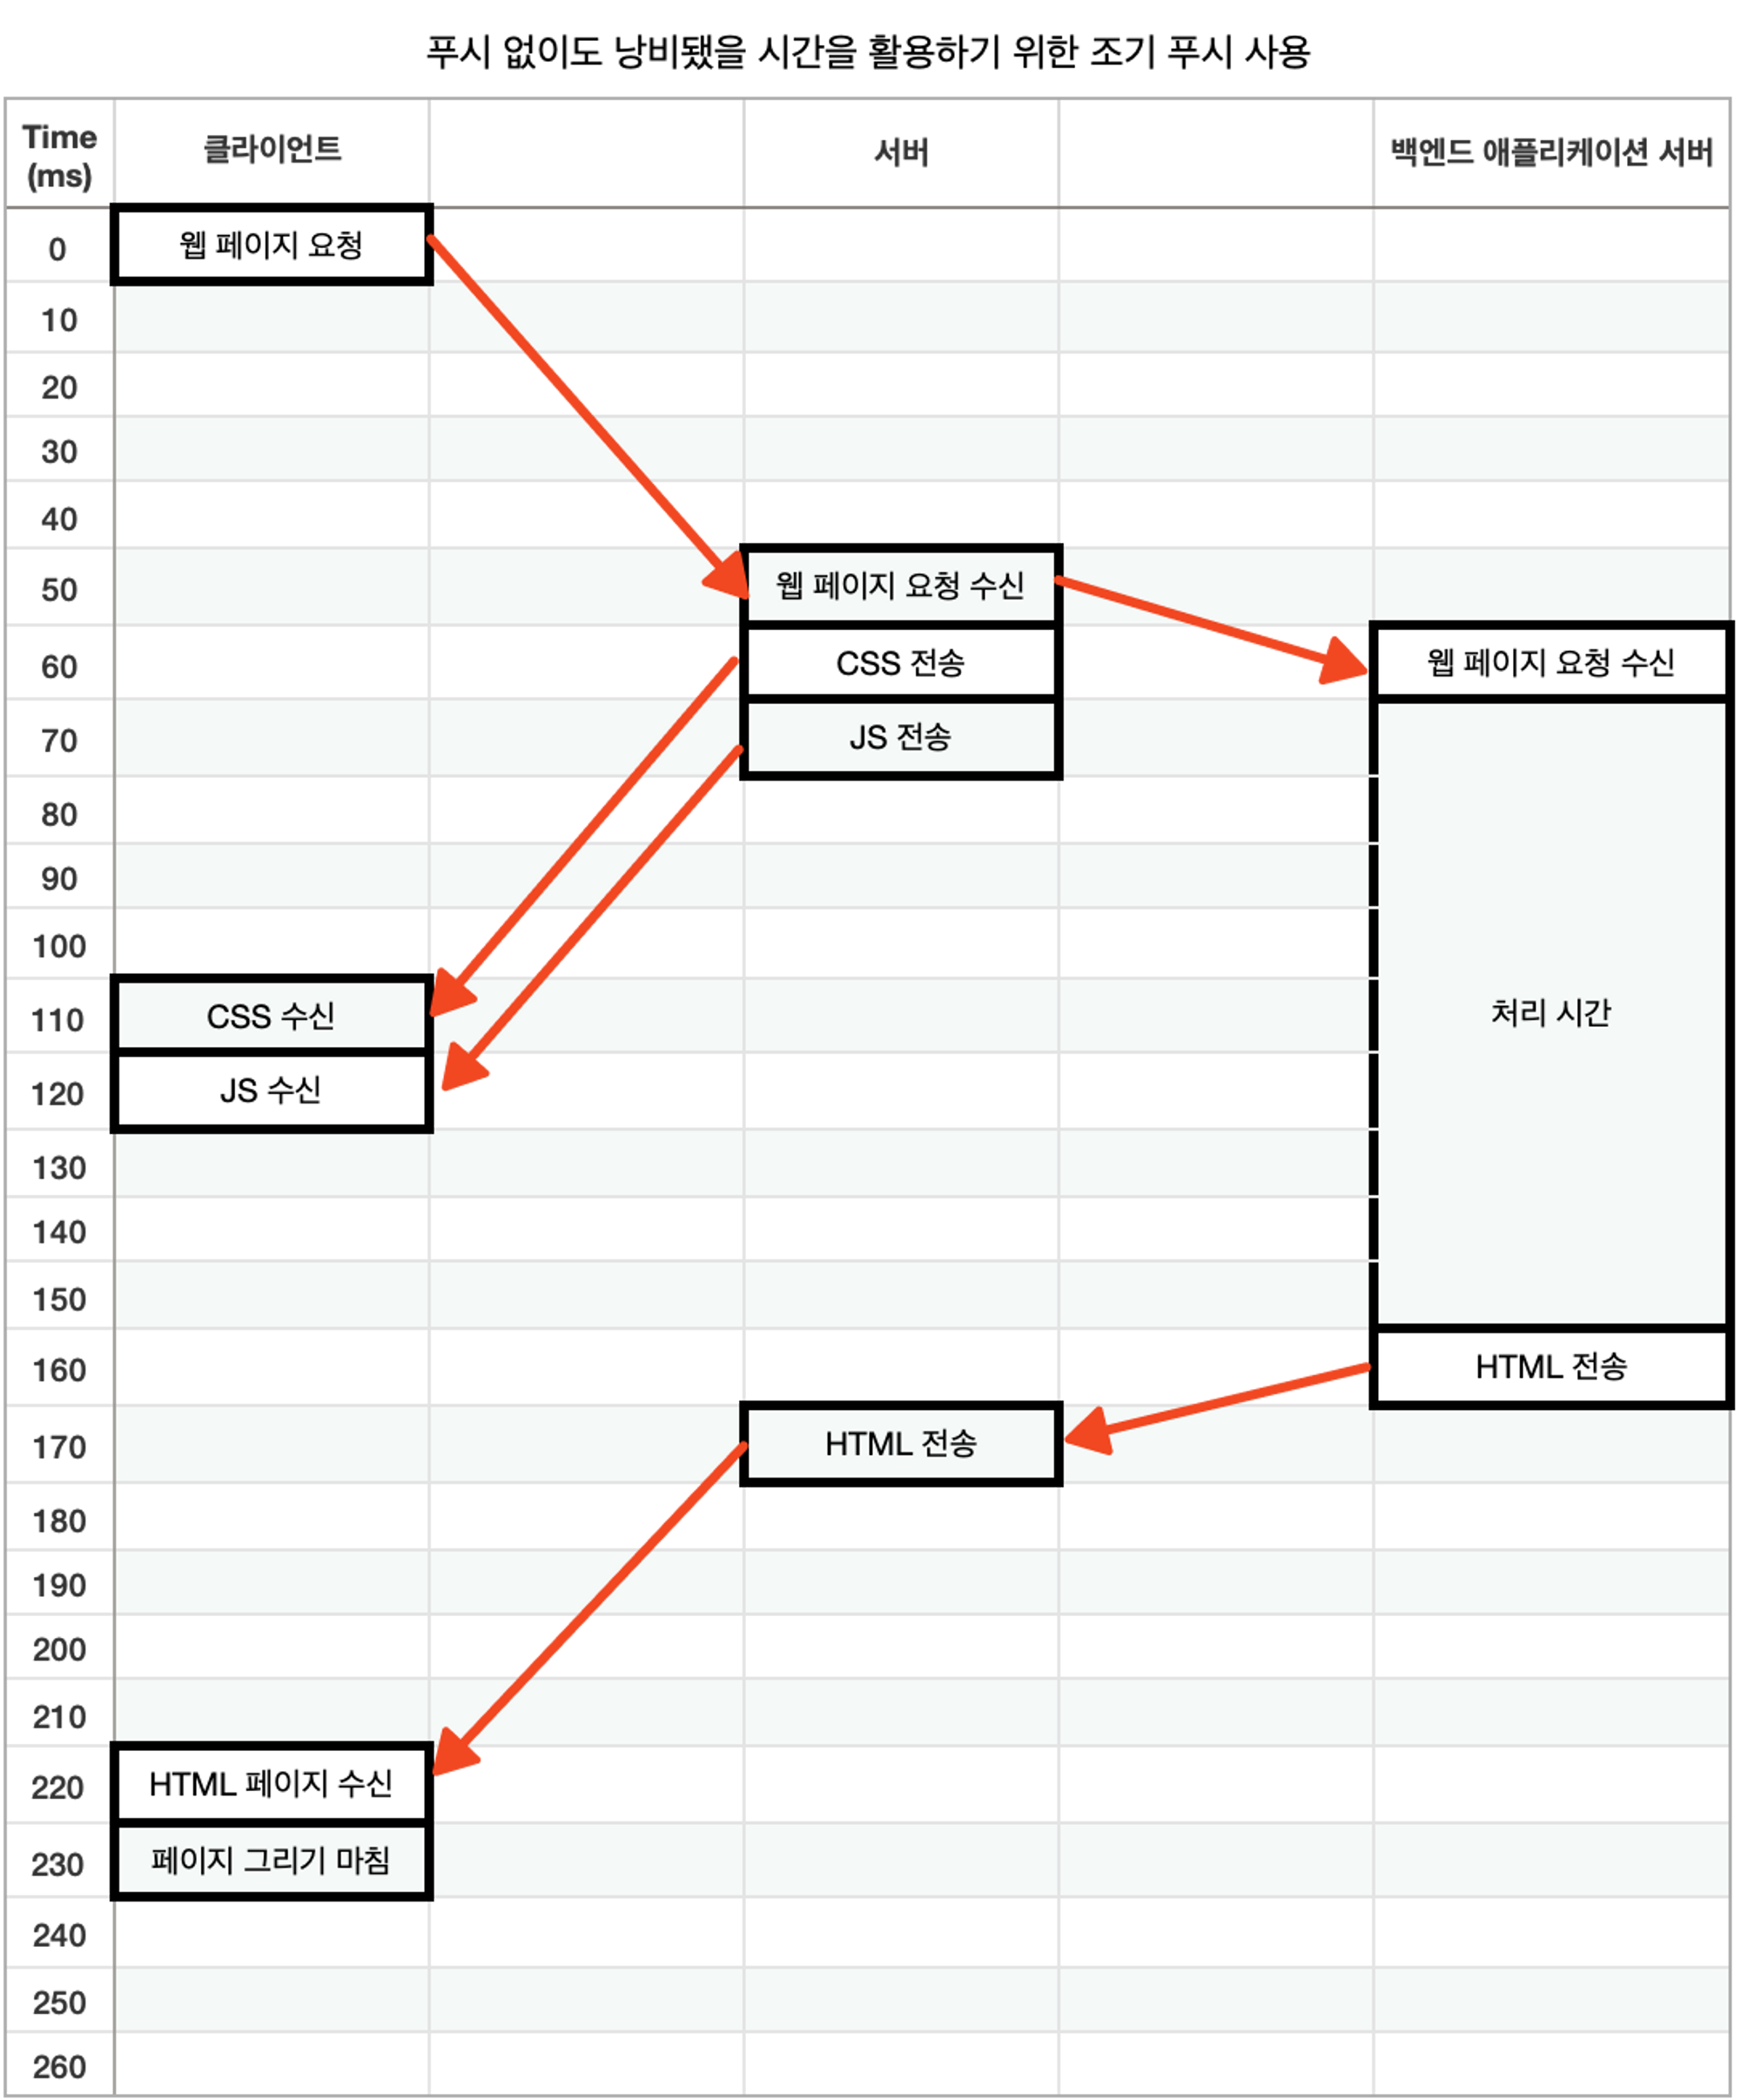 푸시 없이도 낭비됐을 시간을 활용하기 위한 조기 푸시 사용
Time
(ms)
클라이언트
서버
백엔드 애플리케이션 서버
0
웹 페이지 요청
10
20
30
40
50
웹 페이지 요청 수신
60
CSS 전송
웹 페이지 요청 수신
70
JS 전송
80
90
100
110
CSS 수신
처리 시간
120
JS 수신
130
140
150
160
HTML 전송
170
HTML 전송
180
190
200
210
220
HTML 페이지 수신
230
페이지 그리기 마침
240
250
260